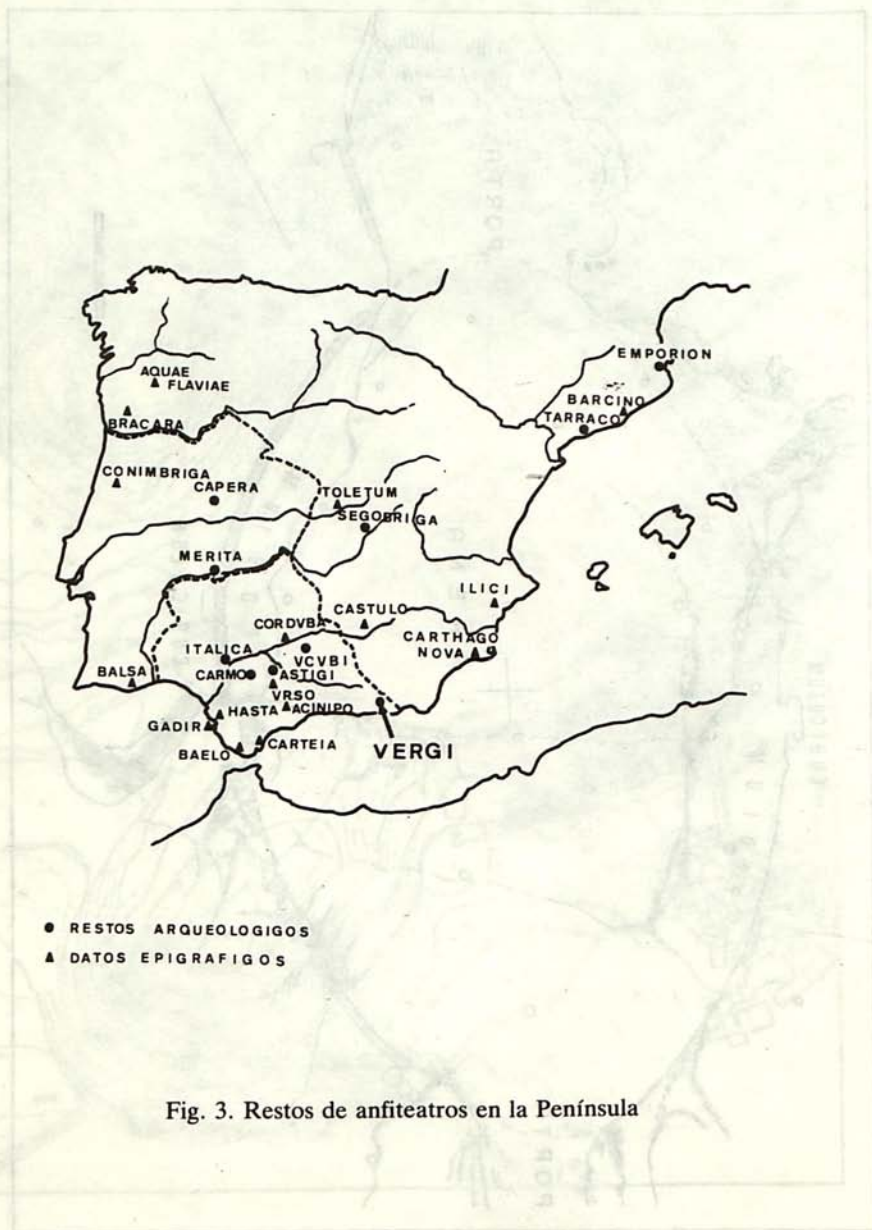 EMPORION
AQUAE
FLAVIAE
BARCINO
BRACARA
TARRACO
CONIMBRIGA
CAPERA
TOLETUM
SEGOBRIGA
MERITA
ILICI
CASTULO
CORDVBA
CARTHAGO
NOVA
ITALICA
VCVBI
CARMO
ASTIGI
BALSA
VRSO
HASTA
ACINIPO
GADIR
BAELO
CARTEIA
VERGI
RESTOS ARQUEOLOGIGOS
DATOS EPIGRAFIGOS
Fig. 3. Restos de anfiteatros en la Península